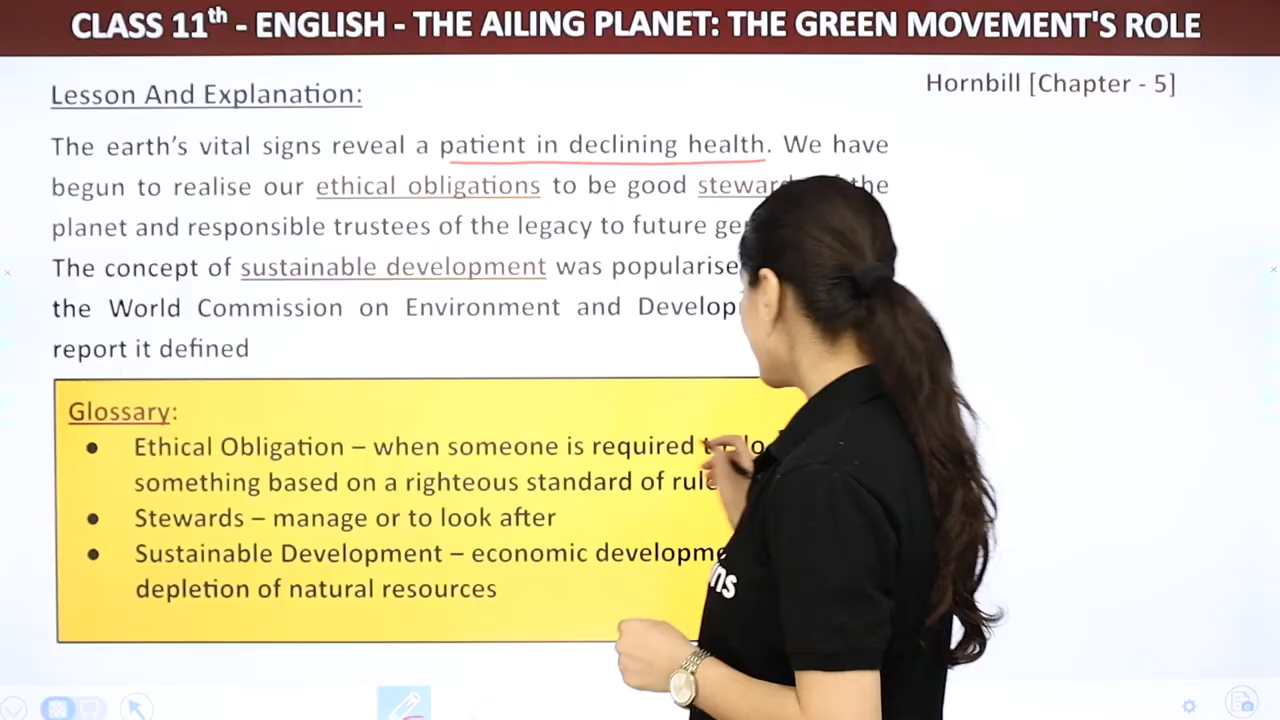 CLASS 11th - ENGLISH - THE AILING PLANET: THE GREEN MOVEMENT'S ROLE
Hornbill [Chapter - 5]
Lesson And Explanation:
The earth's vital signs reveal a patient in declining health. We have
begun to realise our ethical obligations to be good the
planet and responsible trustees of the legacy to future
The concept of sustainable development was
the World Commission on Environment and
report it defined
Glossary:
● Ethical Obligation – when someone is required
something based on a righteous standard of
● Stewards – manage or to look after
● Sustainable Development – economic
depletion of natural resources